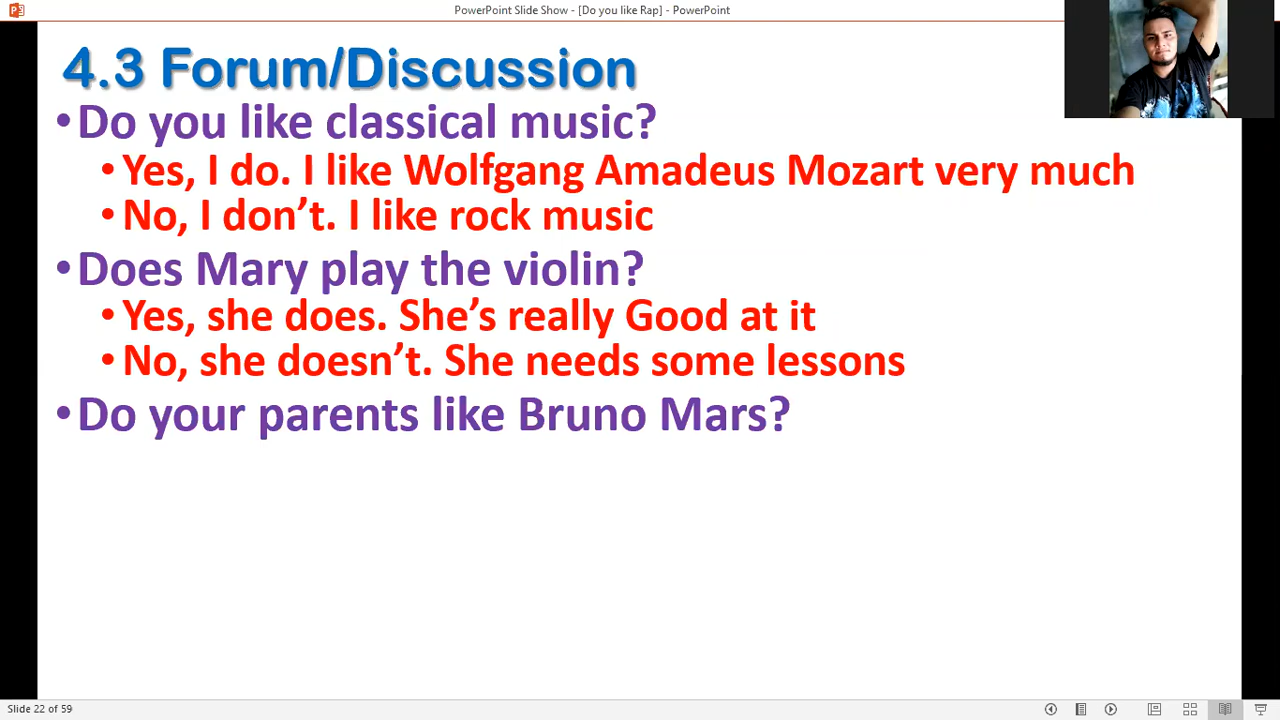 PowerPoint Slide Show - [Do you like Rap] - PowerPoint
4.3 Forum/Discussion
•Do you like classical music?
•Yes, I do. I like Wolfgang Amadeus Mozart very much
•No, I don’t. I like rock music
•Does Mary play the violin?
•Yes, she does. She’s really Good at it
•No, she doesn’t. She needs some lessons
•Do your parents like Bruno Mars?
Slide 22 of 59